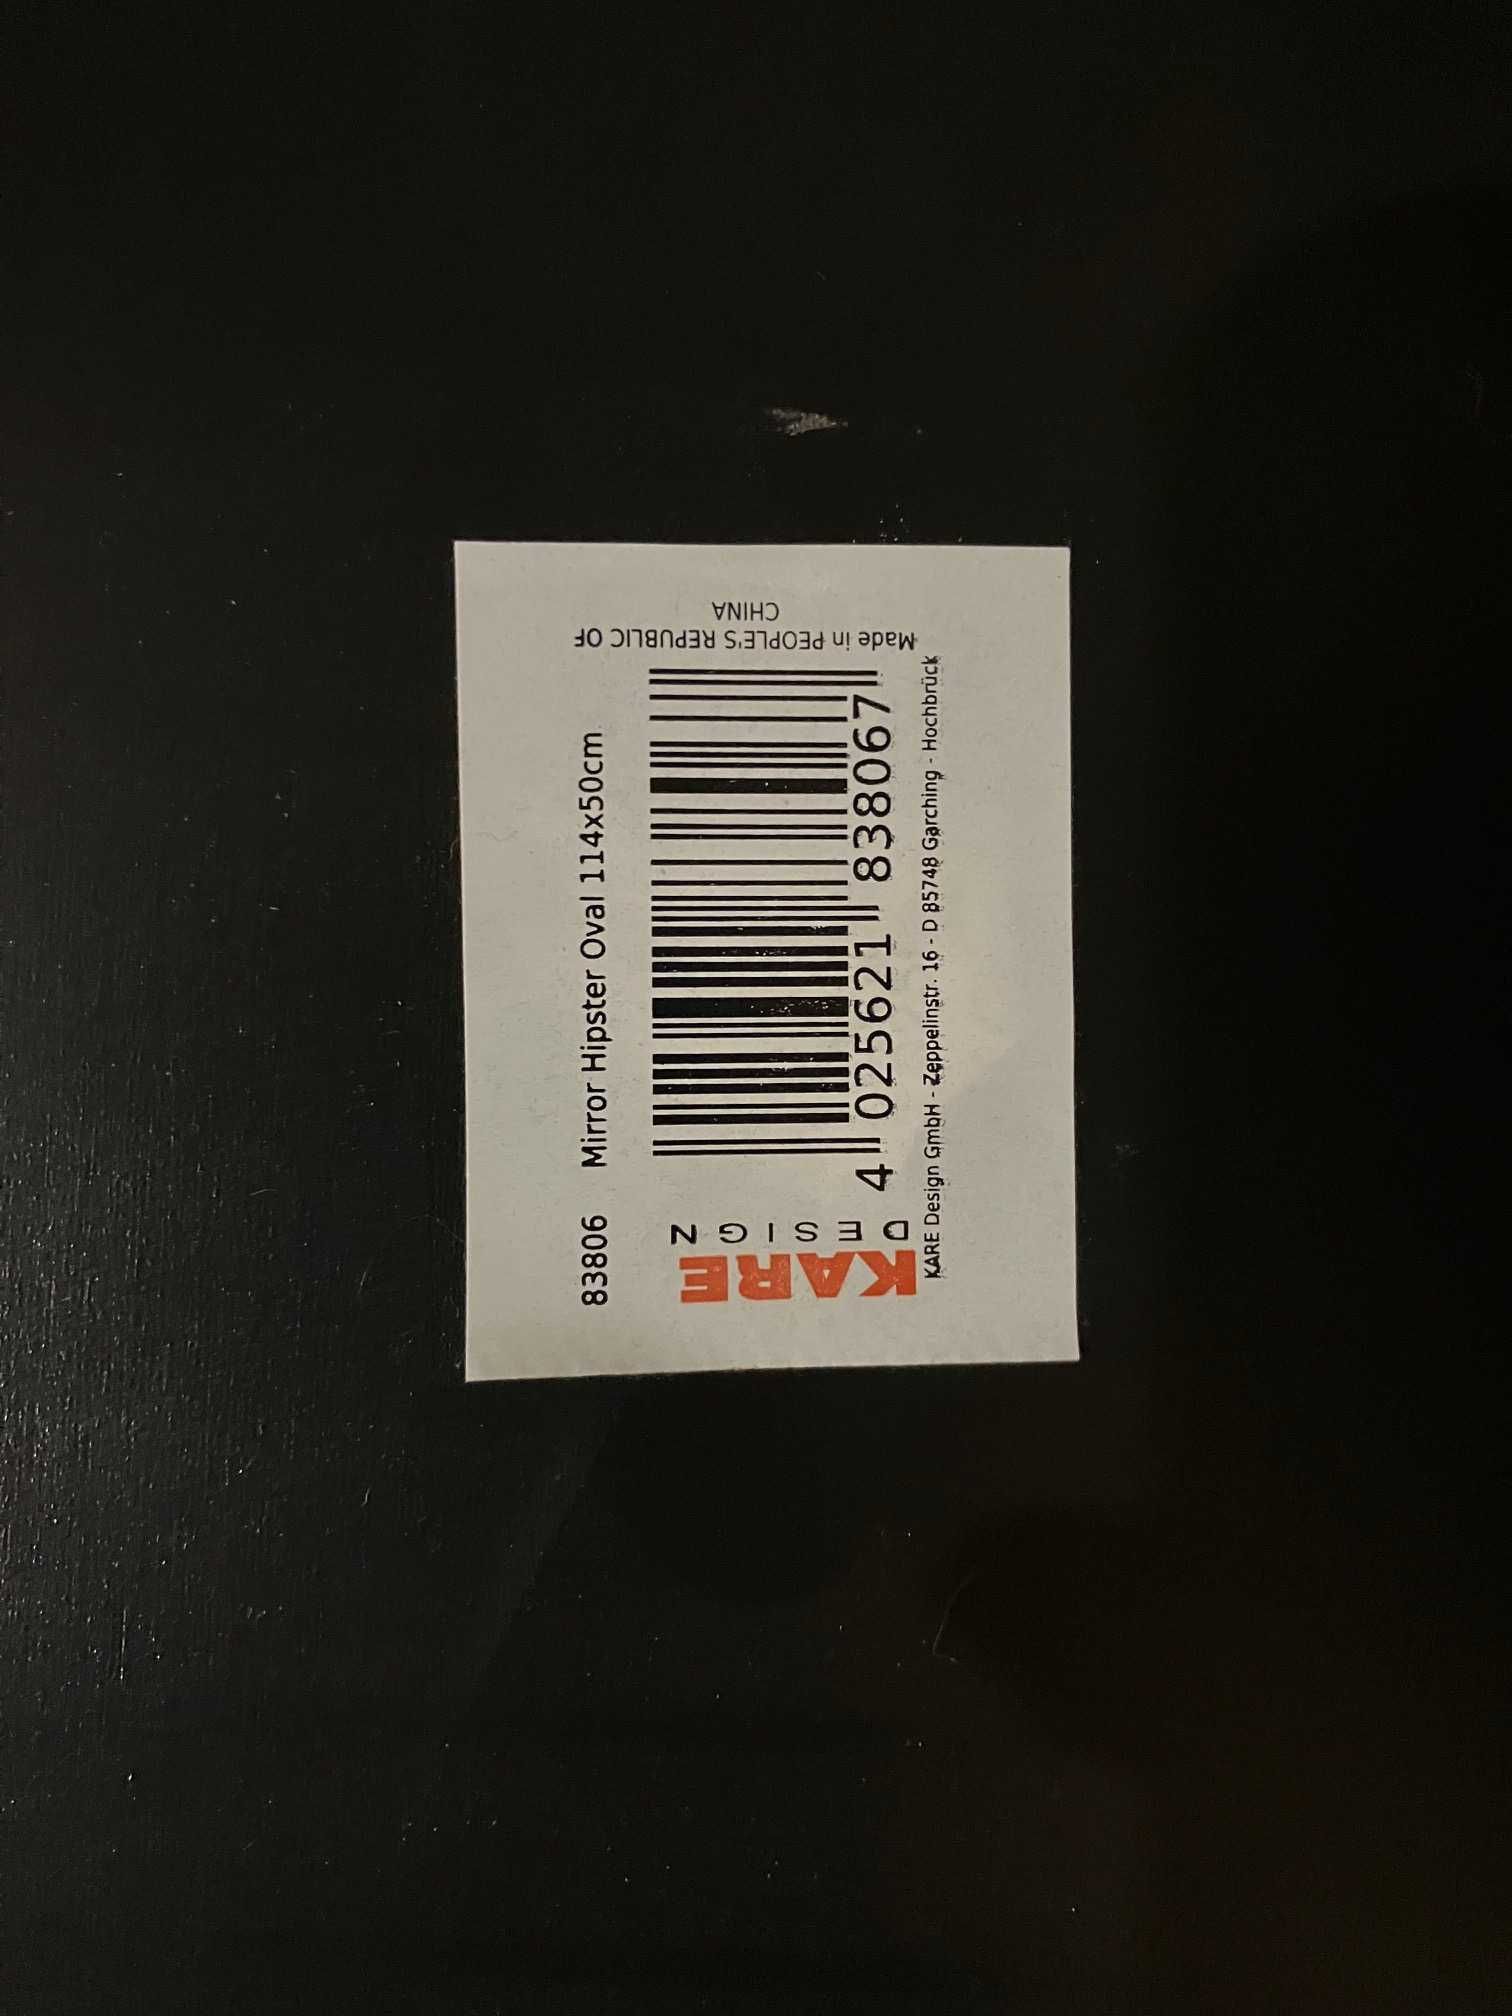 83806 Mirror Hipster Oval 114x50cm
KARE
DESIGN
4 025621 838067
Made in PEOPLE'S REPUBLIC OF
CHINA
KARE Design GmbH - Zeppelinstr. 16 - D 85748 Garching - Hochbrück